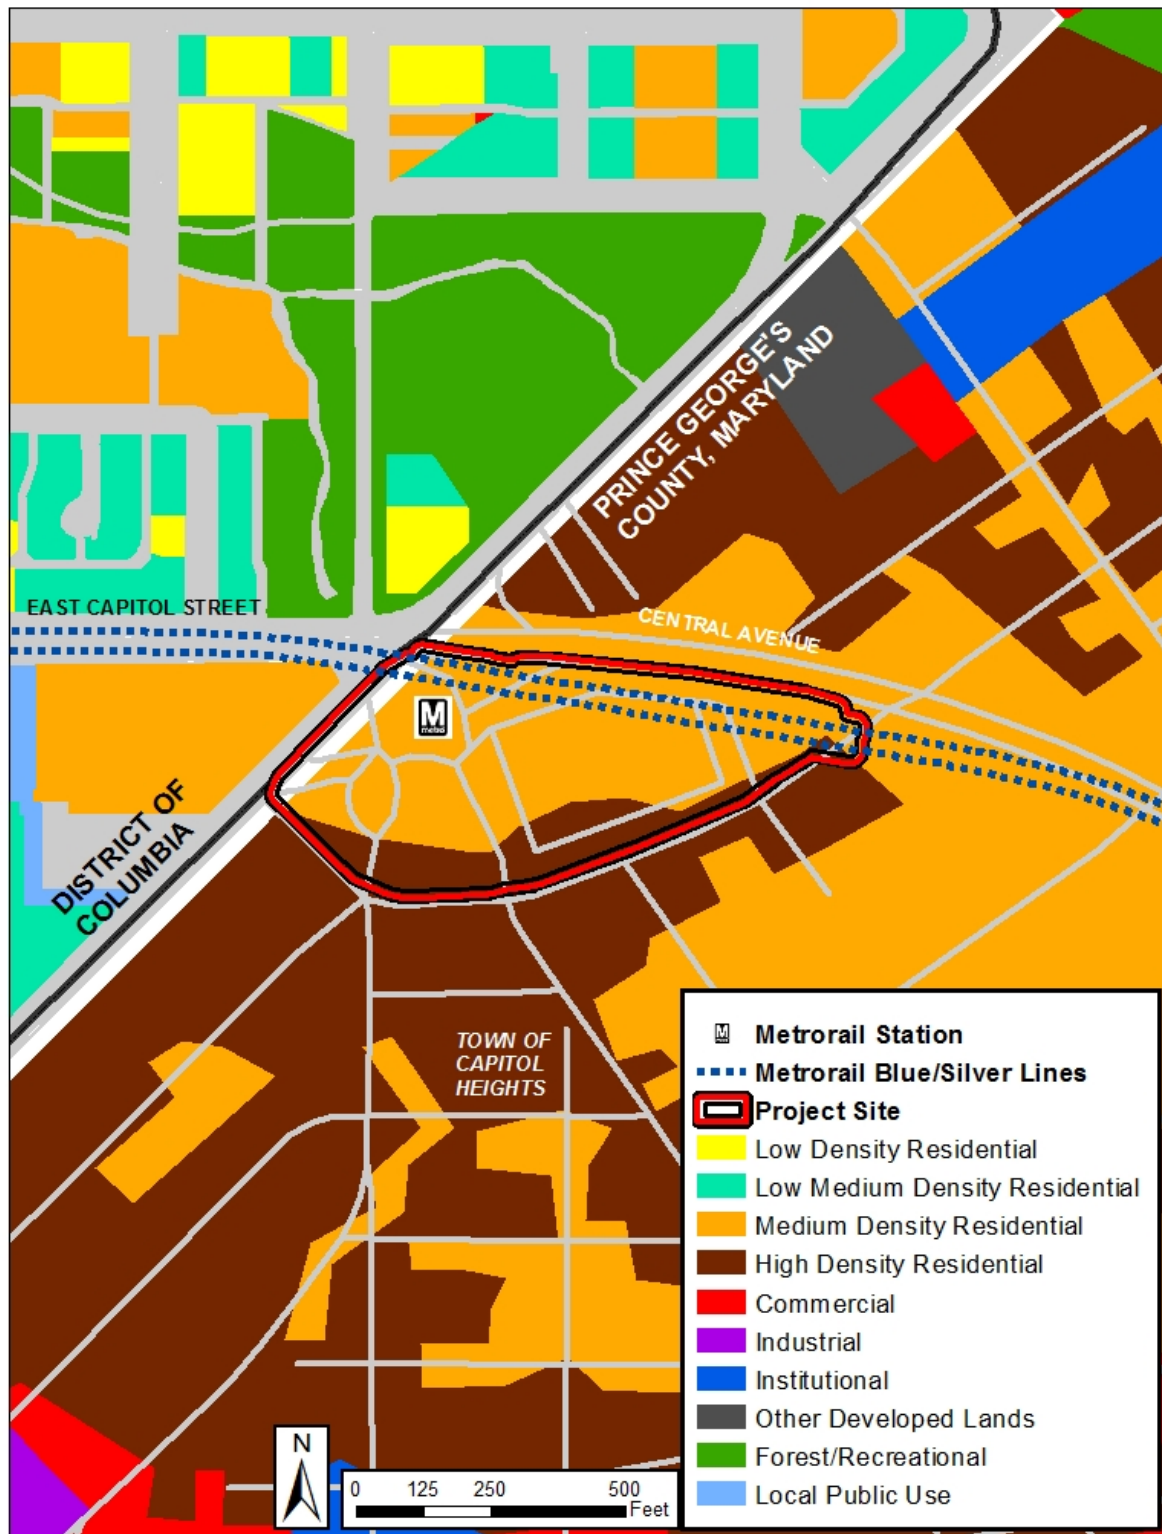 PRINCE GEORGE'S
COUNTY, MARYLAND
EAST CAPITOL STREET
CENTRAL AVENUE
M
metro
DISTRICT OF
COLUMBIA
TOWN OF
CAPITOL
HEIGHTS
M Metrorail Station
Metrorail Blue/Silver Lines
Project Site
Low Density Residential
Low Medium Density Residential
Medium Density Residential
High Density Residential
Commercial
Industrial
Institutional
Other Developed Lands
Forest/Recreational
Local Public Use
N
0 125 250 500
Feet